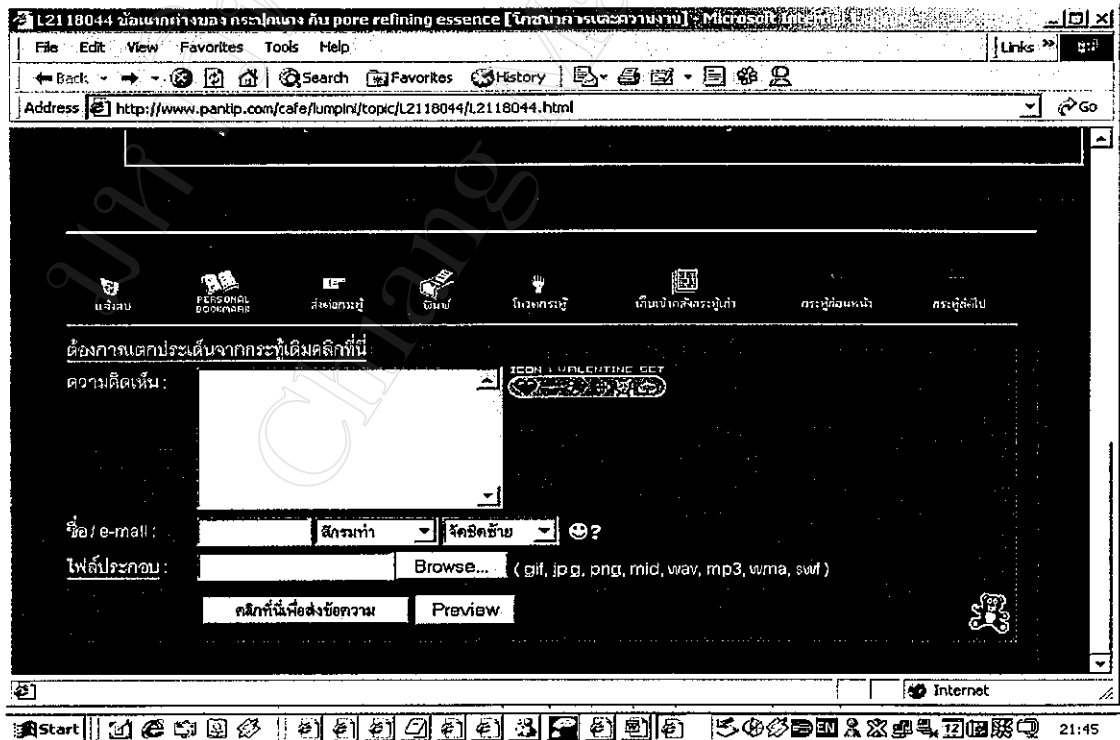 L2118044 ข้อแตกต่างของ กระปุกแดง กับ pore refining essence [โภชนาการและความงาม] - Microsoft Internet
File Edit View Favorites Tools Help Links »
Back Search Favorites History
Address http://www.pantip.com/cafe/lumpini/topic/L2118044/L2118044.html Go
แจ้งลบ PERSONAL BOOKMARK ส่งต่อกระทู้ พิมพ์ โหวตกระทู้ เก็บเข้าคลังกระทู้เก่า กระทู้ก่อนหน้า กระทู้ถัดไป
ต้องการแตกประเด็นจากกระทู้เดิมคลิกที่นี่
ความคิดเห็น : ICON : VALENTINE SET
ชื่อ / e-mail : สีกรมท่า จัดชิดซ้าย ?
ไฟล์ประกอบ : Browse... ( gif, jpg, png, mid, wav, mp3, wma, swf )
คลิกที่นี่เพื่อส่งข้อความ Preview
Internet
Start EN 12 21:45
Chiang